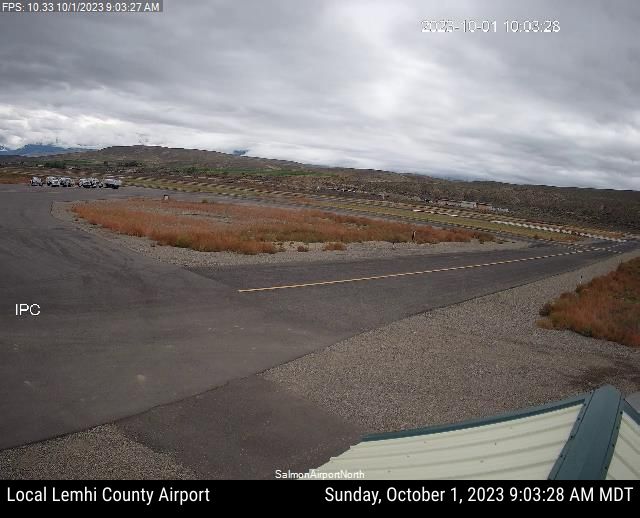 FPS: 10.33 10/1/2023 9:03:27 AM
2023-10-01 10:03:28
IPC
SalmonAirportNorth
Local Lemhi County Airport Sunday, October 1, 2023 9:03:28 AM MDT